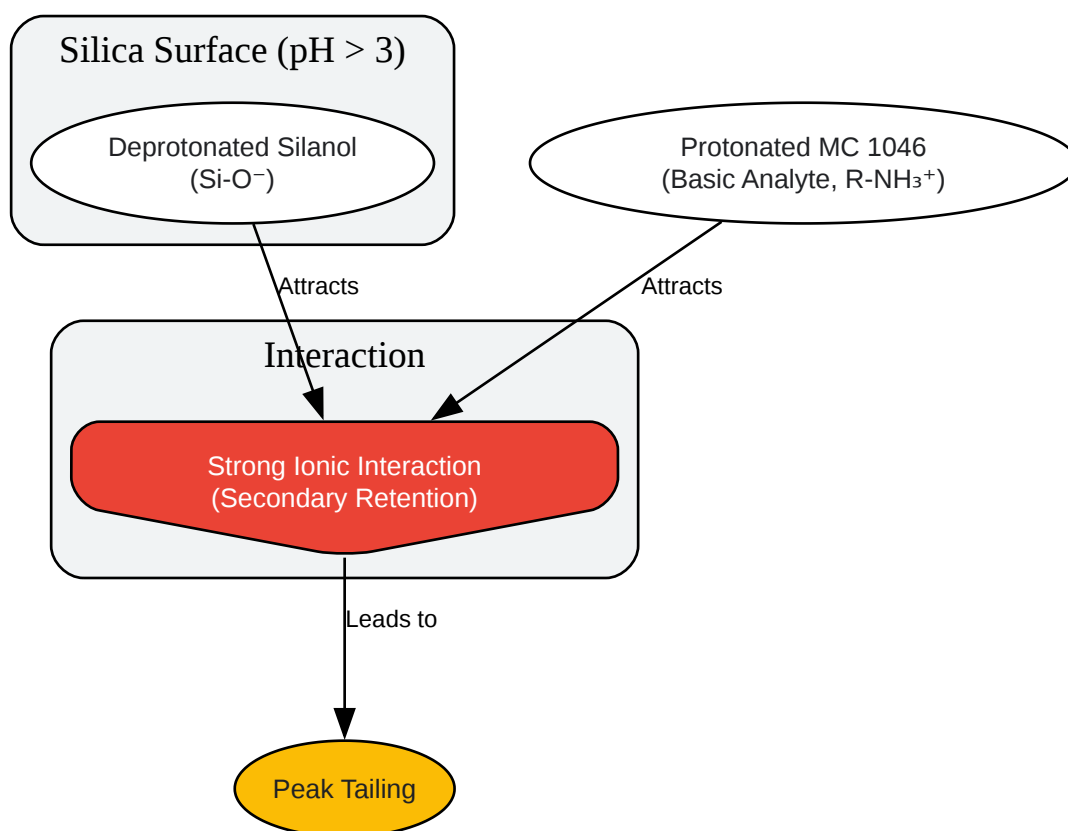 Silica Surface (pH > 3)
Deprotonated Silanol
(Si-O⁻)
Protonated MC 1046
(Basic Analyte, R-NH₃⁺)
Attracts
Attracts
Interaction
Strong Ionic Interaction
(Secondary Retention)
Leads to
Peak Tailing